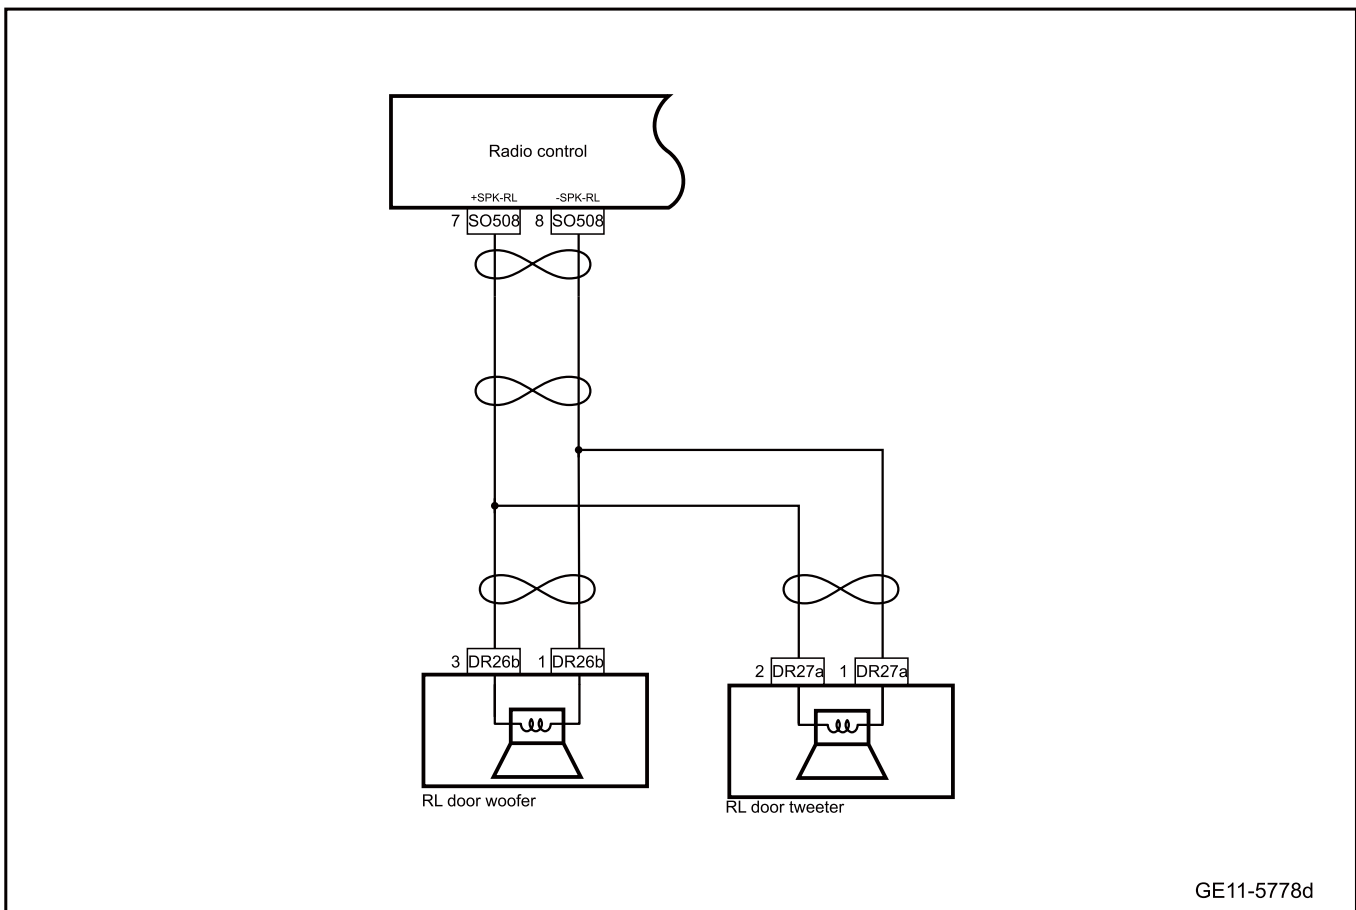 Radio control
+SPK-RL -SPK-RL
7 SO508 8 SO508
3 DR26b 1 DR26b
2 DR27a 1 DR27a
RL door woofer
RL door tweeter
GE11-5778d